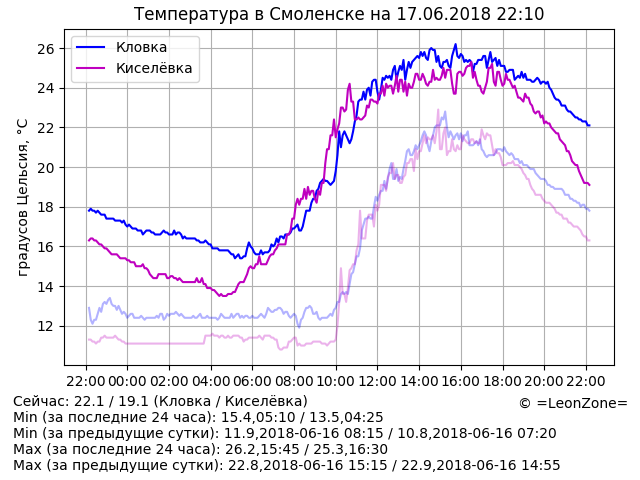 Температура в Смоленске на 17.06.2018 22:10
Кловка
Киселёвка
градусов Цельсия, °C
26
24
22
20
18
16
14
12
22:00 00:00 02:00 04:00 06:00 08:00 10:00 12:00 14:00 16:00 18:00 20:00 22:00
Сейчас: 22.1 / 19.1 (Кловка / Киселёвка)
© =LeonZone=
Min (за последние 24 часа): 15.4,05:10 / 13.5,04:25
Min (за предыдущие сутки): 11.9,2018-06-16 08:15 / 10.8,2018-06-16 07:20
Max (за последние 24 часа): 26.2,15:45 / 25.3,16:30
Max (за предыдущие сутки): 22.8,2018-06-16 15:15 / 22.9,2018-06-16 14:55